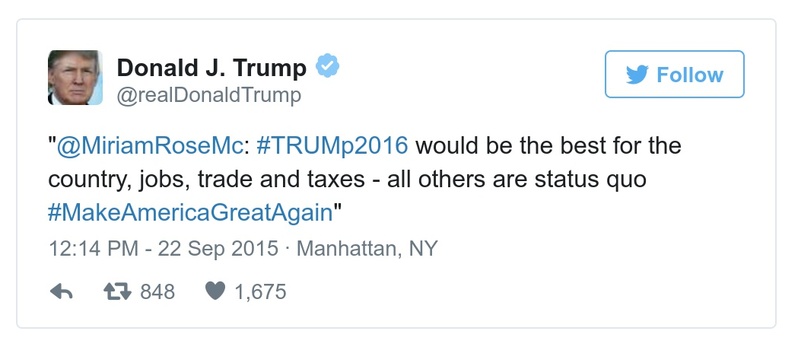 Donald J. Trump
@realDonaldTrump
Follow
"@MiriamRoseMc: #TRUMp2016 would be the best for the
country, jobs, trade and taxes - all others are status quo
#MakeAmericaGreatAgain"
12:14 PM - 22 Sep 2015 · Manhattan, NY
848 1,675